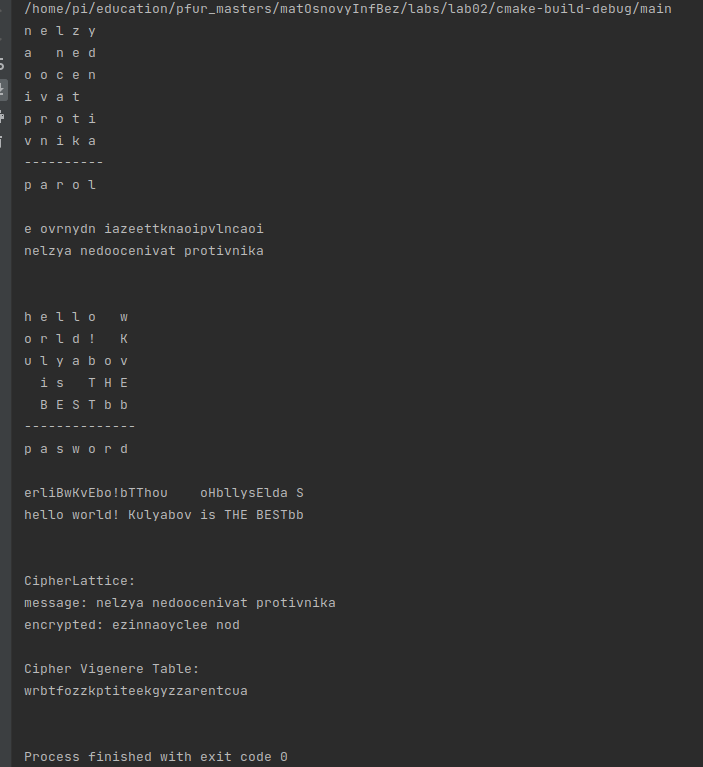 /home/pi/education/pfur_masters/matOsnovyInfBez/labs/lab02/cmake-build-debug/main
n e l z y
a   n e d
o o c e n
i v a t
p r o t i
v n i k a
----------
p a r o l
e ovrnydn iazeettknaoipvlncaoi
nelzya nedoocenivat protivnika
h e l l o   w
o r l d !   K
u l y a b o v
  i s   T H E
  B E S T b b
--------------
p a s w o r d
erliBwKvEbo!bTThou    oHbllysElda S
hello world! Kulyabov is THE BESTbb
CipherLattice:
message: nelzya nedoocenivat protivnika
encrypted: ezinnaoyclee nod
Cipher Vigenere Table:
wrbtfozzkptiteekgyzzarentcua
Process finished with exit code 0